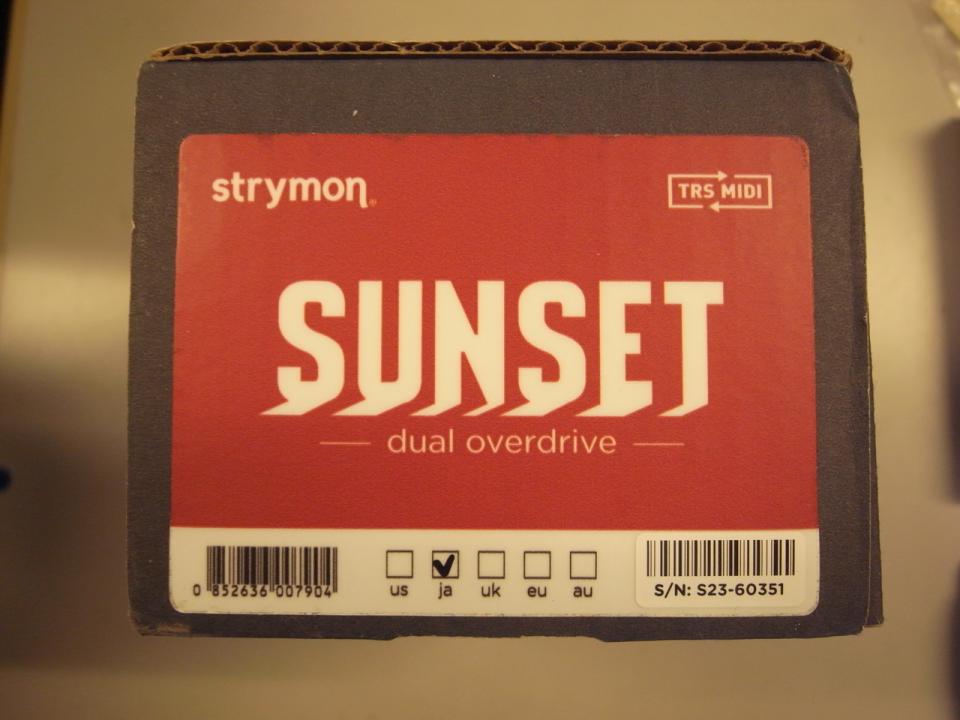 strymon®
TRS MIDI
SUNSET
dual overdrive
0 852636 007904
us ja uk eu au
S/N: S23-60351